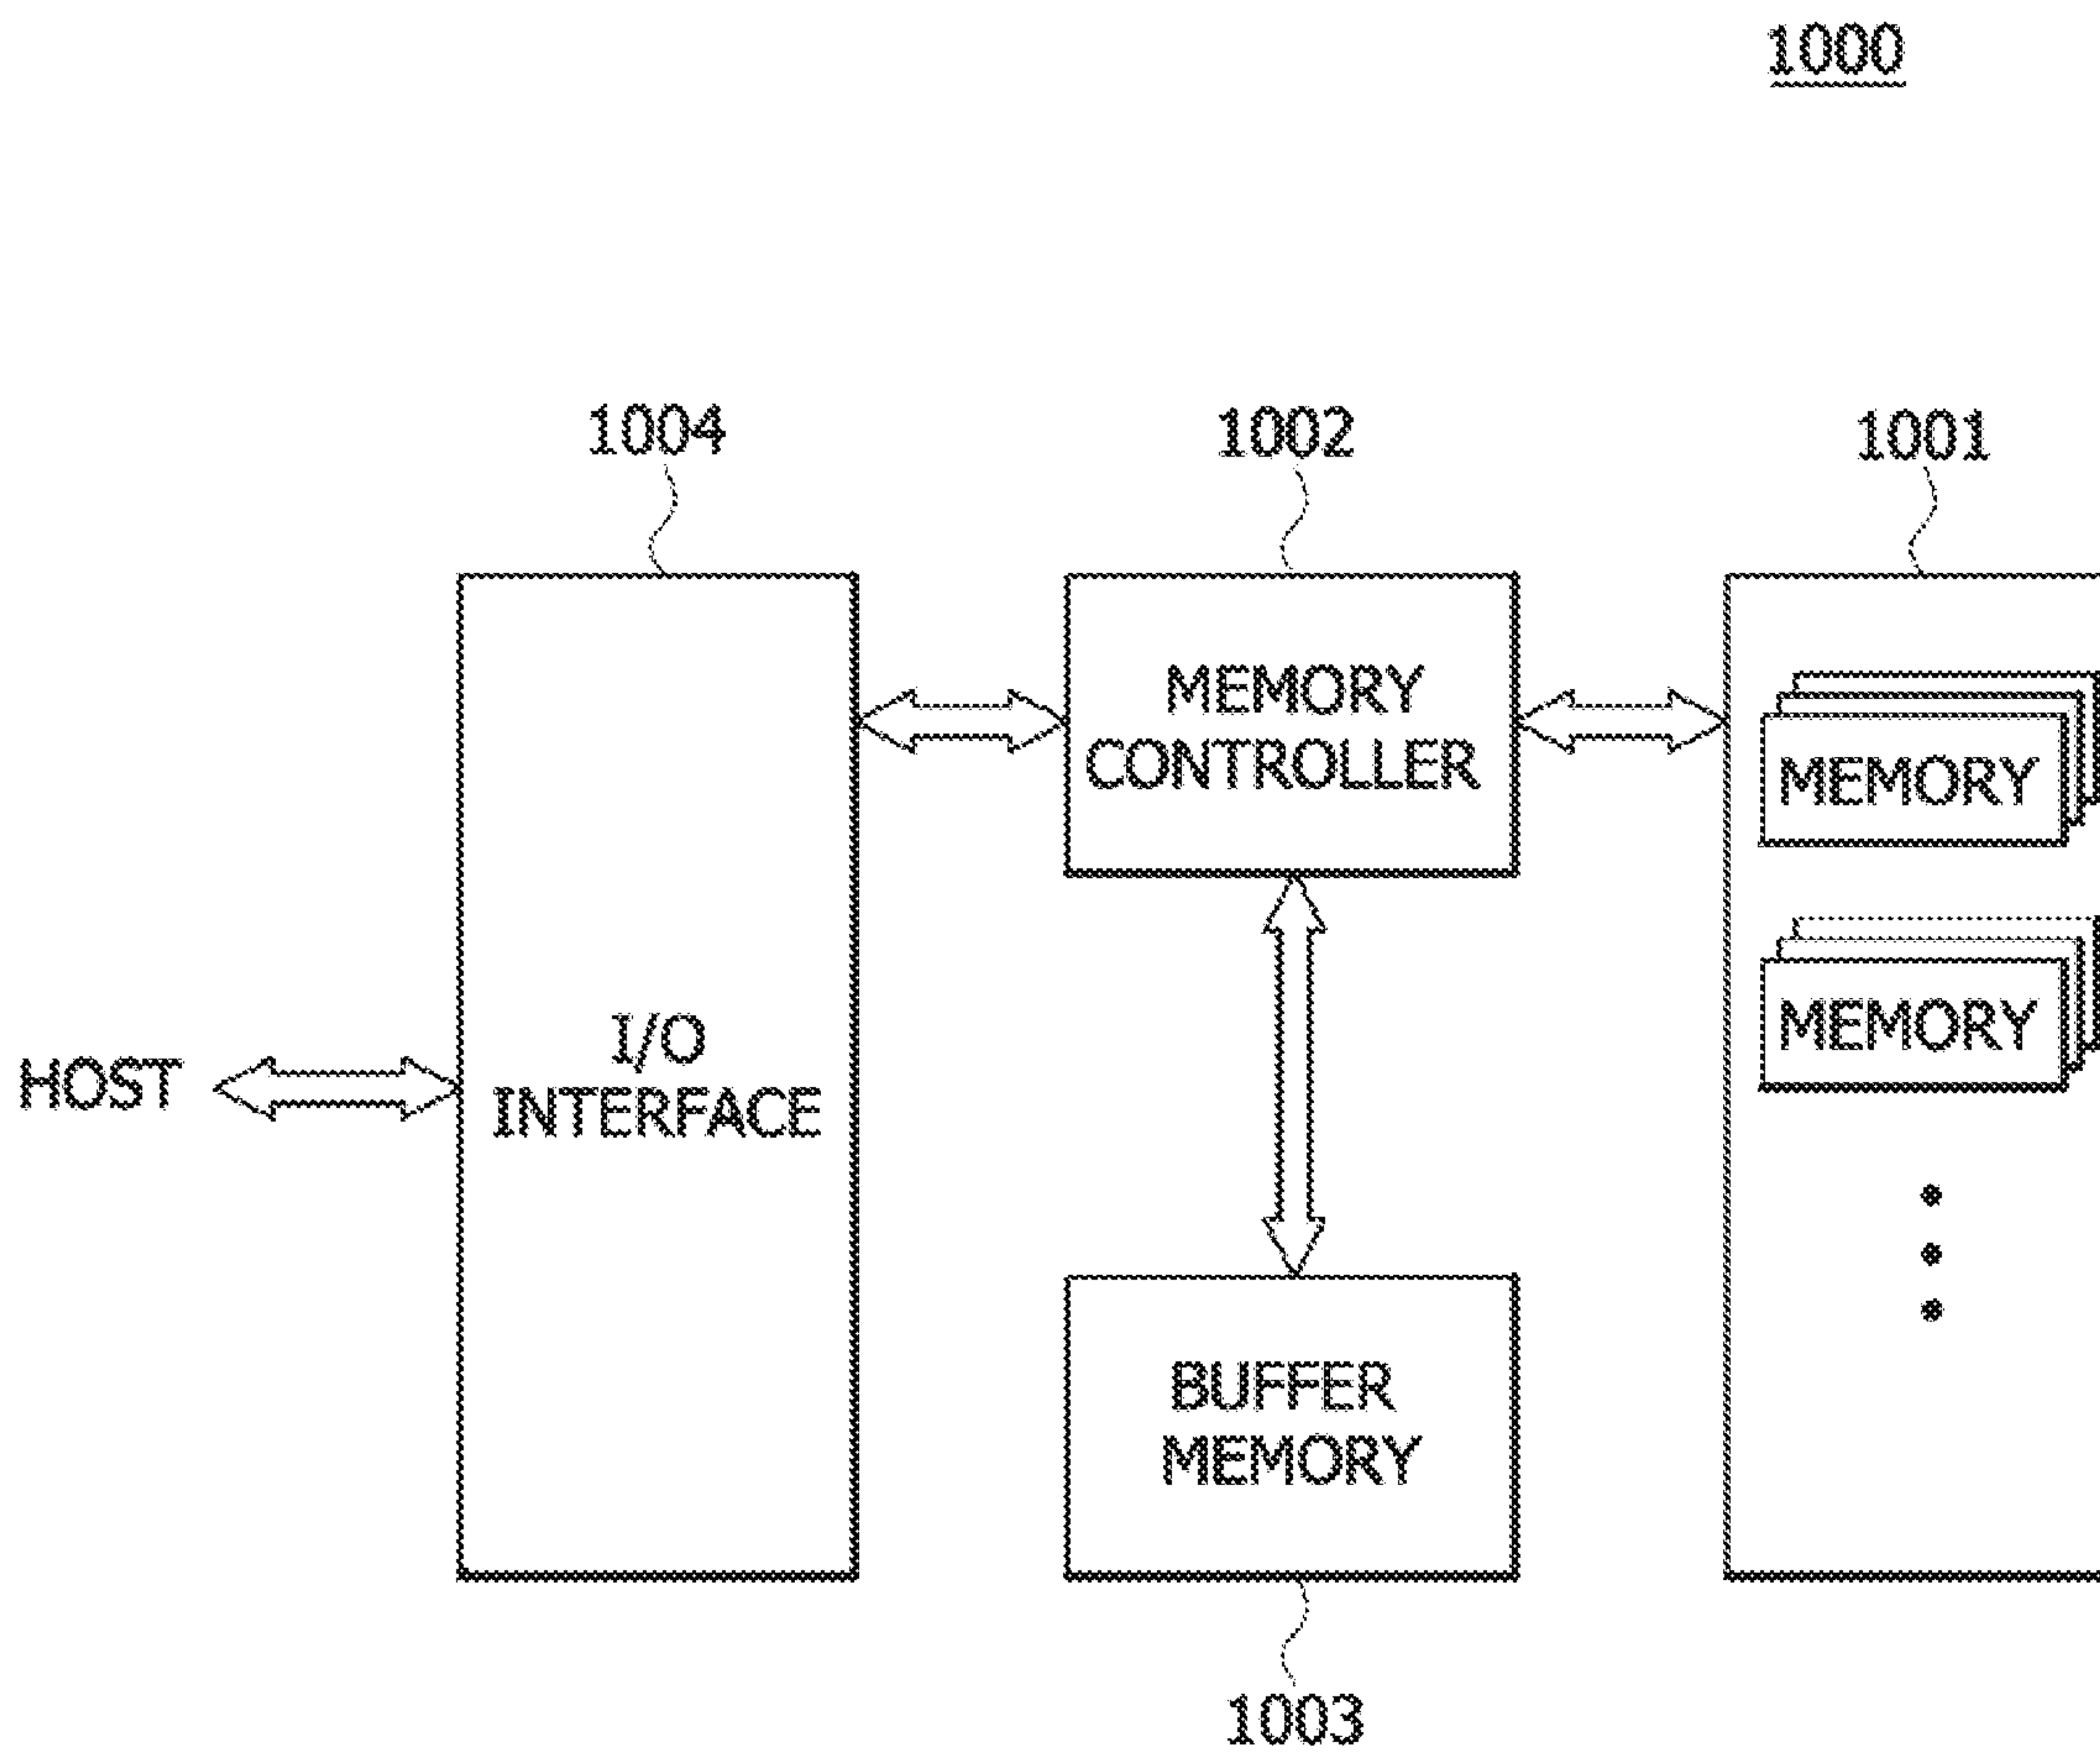 1000
1004
1002
1001
MEMORY
CONTROLLER
MEMORY
MEMORY
I/O
INTERFACE
HOST
BUFFER
MEMORY
1003